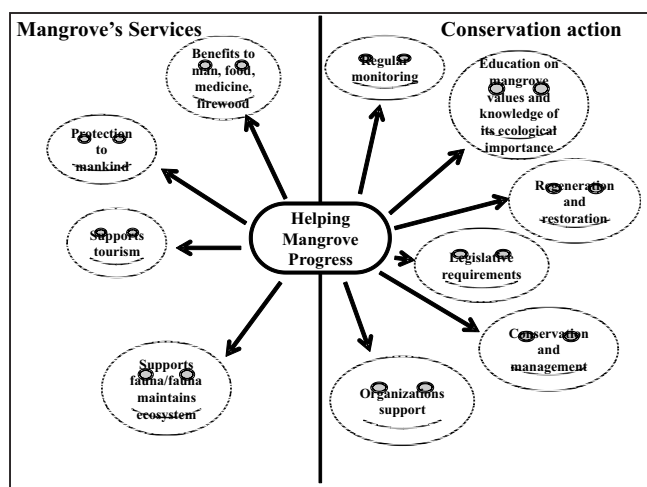 Mangrove's Services
Benefits to
man, food,
medicine,
firewood
Protection
to
mankind
Supports
tourism
Supports
fauna/fauna
maintains
ecosystem
Helping
Mangrove
Progress
Conservation action
Regular
monitoring
Education on
mangrove
values and
knowledge of
its ecological
importance
Regeneration
and
restoration
Legislative
requirements
Conservation
and
management
Organizations
support